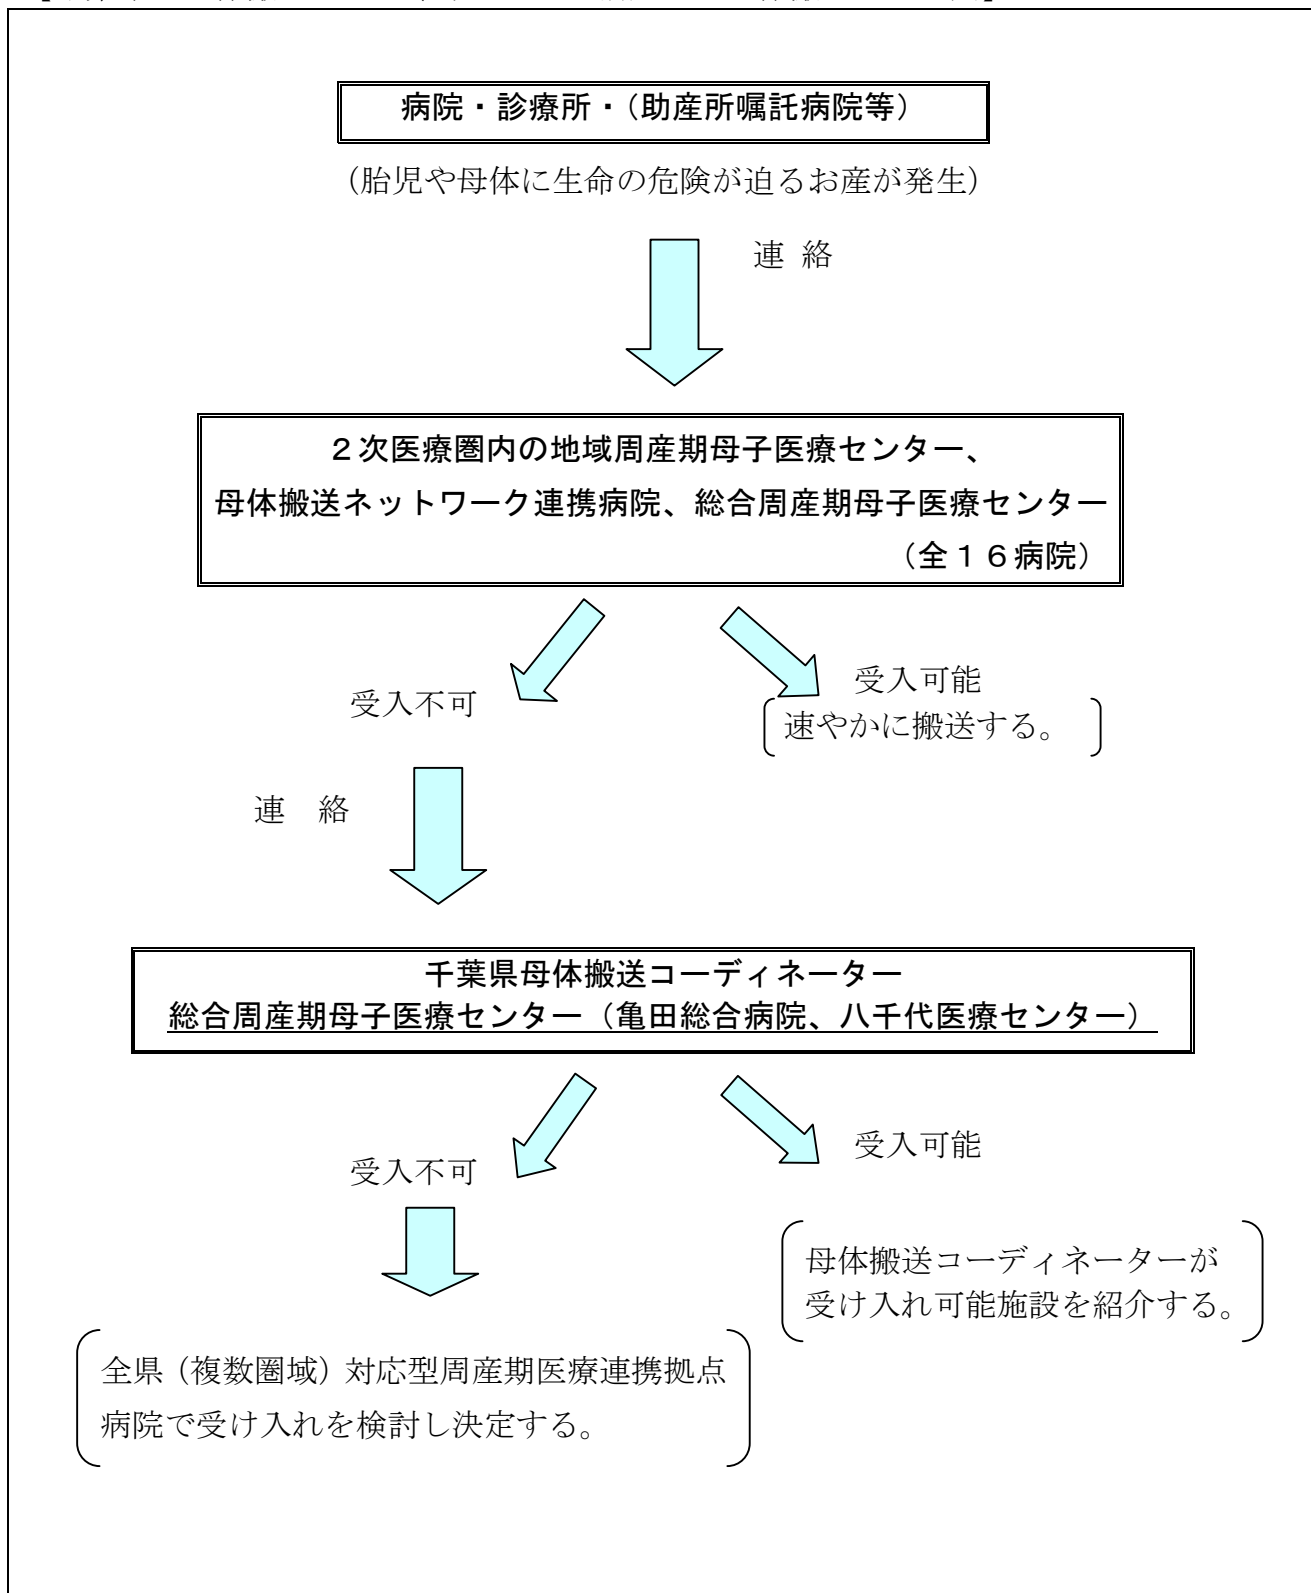 病院・診療所・（助産所嘱託病院等）
（胎児や母体に生命の危険が迫るお産が発生）
連 絡
２次医療圏内の地域周産期母子医療センター、
母体搬送ネットワーク連携病院、総合周産期母子医療センター
（全１６病院）
受入不可
受入可能
速やかに搬送する。
連　絡
千葉県母体搬送コーディネーター
総合周産期母子医療センター（亀田総合病院、八千代医療センター）
受入不可
受入可能
母体搬送コーディネーターが
受け入れ可能施設を紹介する。
全県（複数圏域）対応型周産期医療連携拠点
病院で受け入れを検討し決定する。